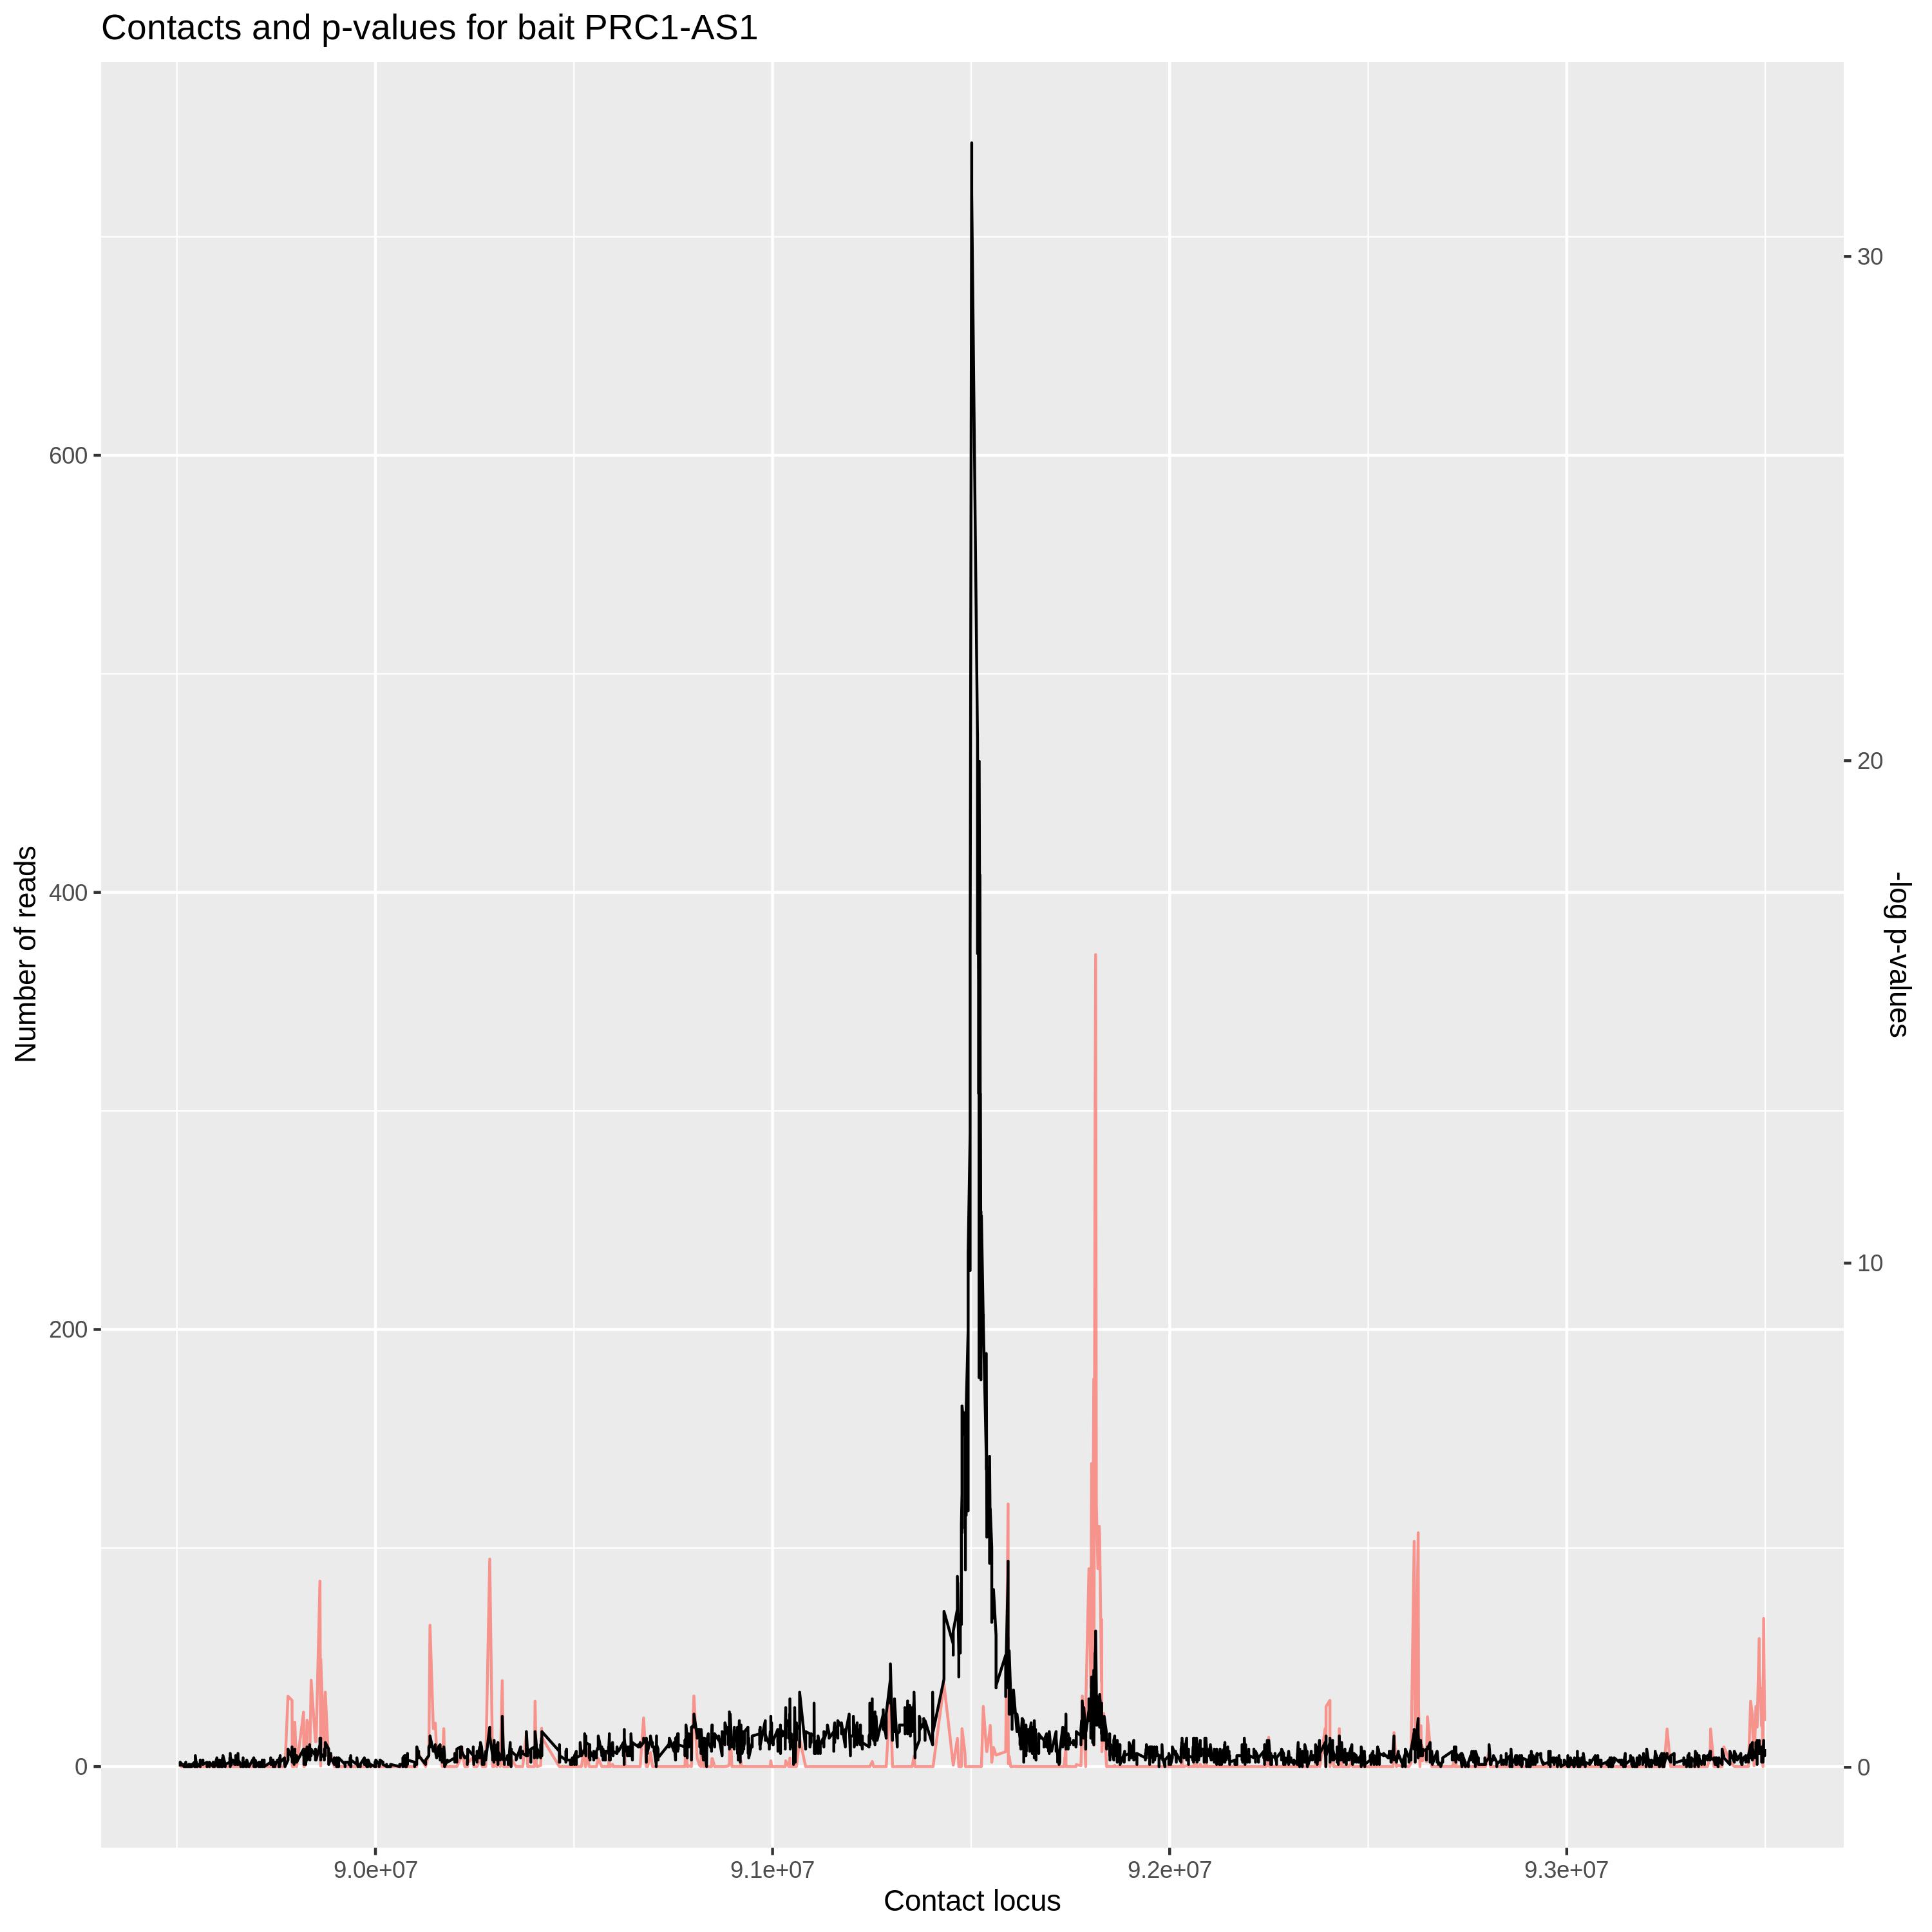 Contacts and p-values for bait PRC1-AS1
Number of reads
600
400
200
0
30
20
10
0
-log p-values
9.0e+07
9.1e+07
9.2e+07
9.3e+07
Contact locus